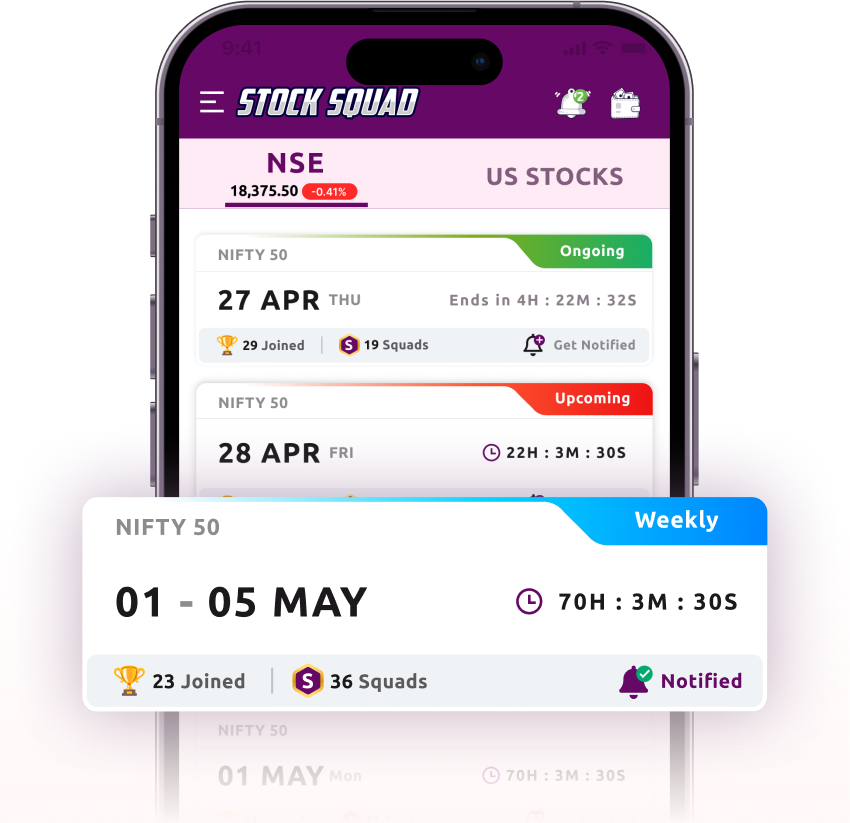 9:41
STOCK SQUAD
2
NSE
18,375.50 -0.41%
US STOCKS
NIFTY 50
Ongoing
27 APR THU
Ends in 4H : 22M : 32S
29 Joined
S
19 Squads
Get Notified
NIFTY 50
Upcoming
28 APR FRI
22H : 3M : 30S
NIFTY 50
Weekly
01 - 05 MAY
70H : 3M : 30S
23 Joined
S
36 Squads
Notified
NIFTY 50
01 MAY Mon
70H : 3M : 30S